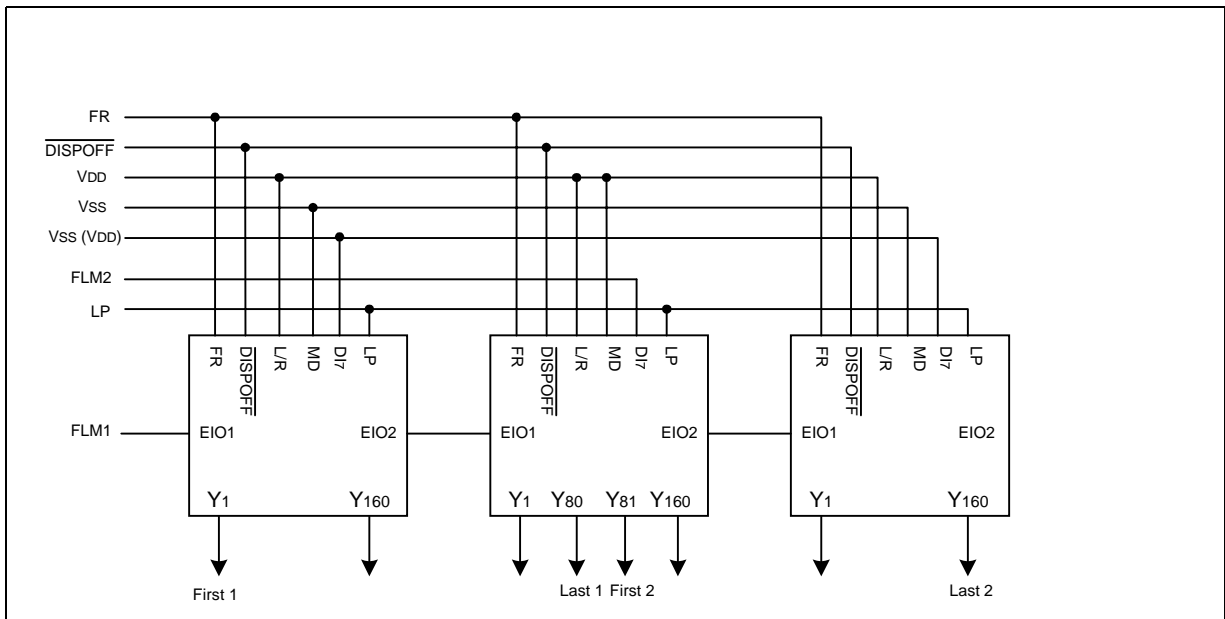 FR
DISPOFF
VDD
VSS
VSS (VDD)
FLM2
LP
FR DISPOFF L/R MD DI7 LP
FR DISPOFF L/R MD DI7 LP
FR DISPOFF L/R MD DI7 LP
FLM1
EIO1 EIO2
EIO1 EIO2
EIO1 EIO2
Y1 Y160
Y1 Y80 Y81 Y160
Y1 Y160
First 1
Last 1 First 2
Last 2